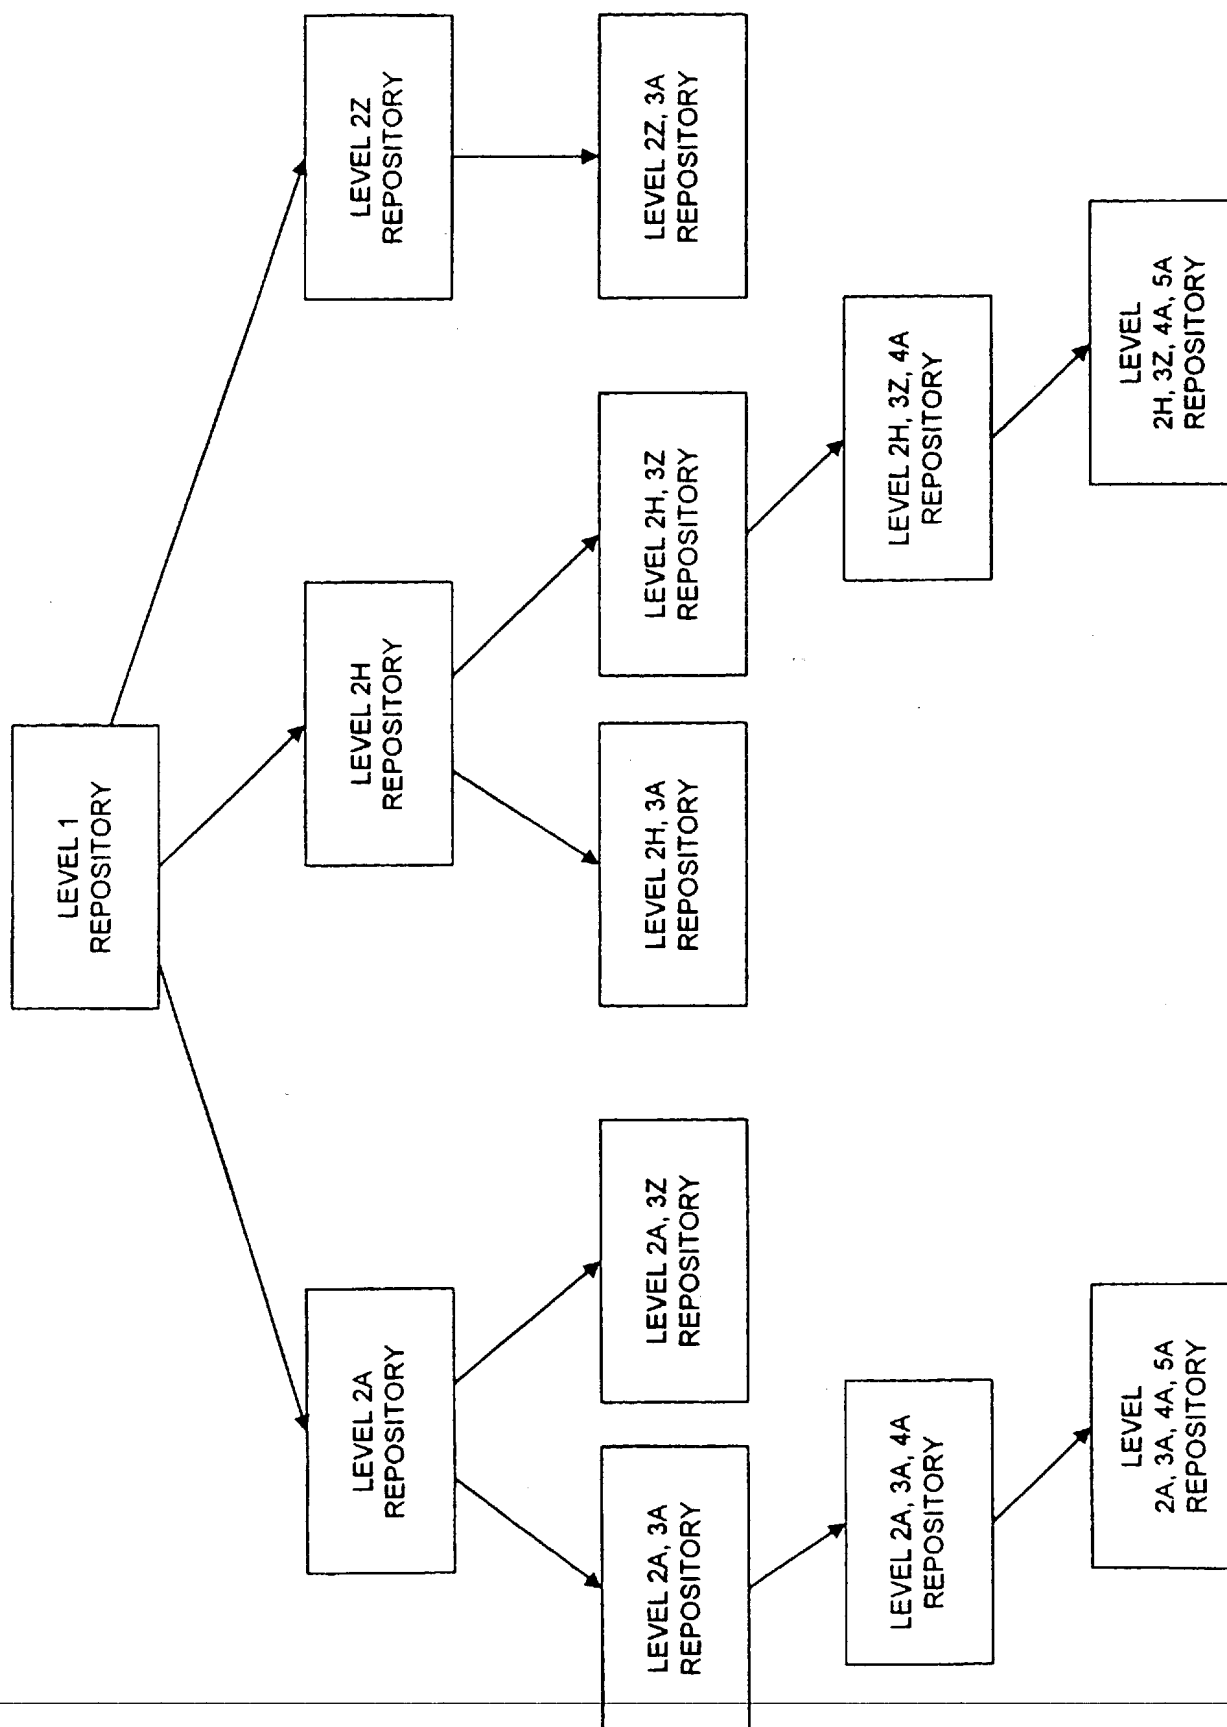 LEVEL 1
REPOSITORY
LEVEL 2A
REPOSITORY
LEVEL 2H
REPOSITORY
LEVEL 2Z
REPOSITORY
LEVEL 2A, 3A
REPOSITORY
LEVEL 2A, 3Z
REPOSITORY
LEVEL 2H, 3A
REPOSITORY
LEVEL 2H, 3Z
REPOSITORY
LEVEL 2Z, 3A
REPOSITORY
LEVEL 2A, 3A, 4A
REPOSITORY
LEVEL 2H, 3Z, 4A
REPOSITORY
LEVEL
2A, 3A, 4A, 5A
REPOSITORY
LEVEL
2H, 3Z, 4A, 5A
REPOSITORY